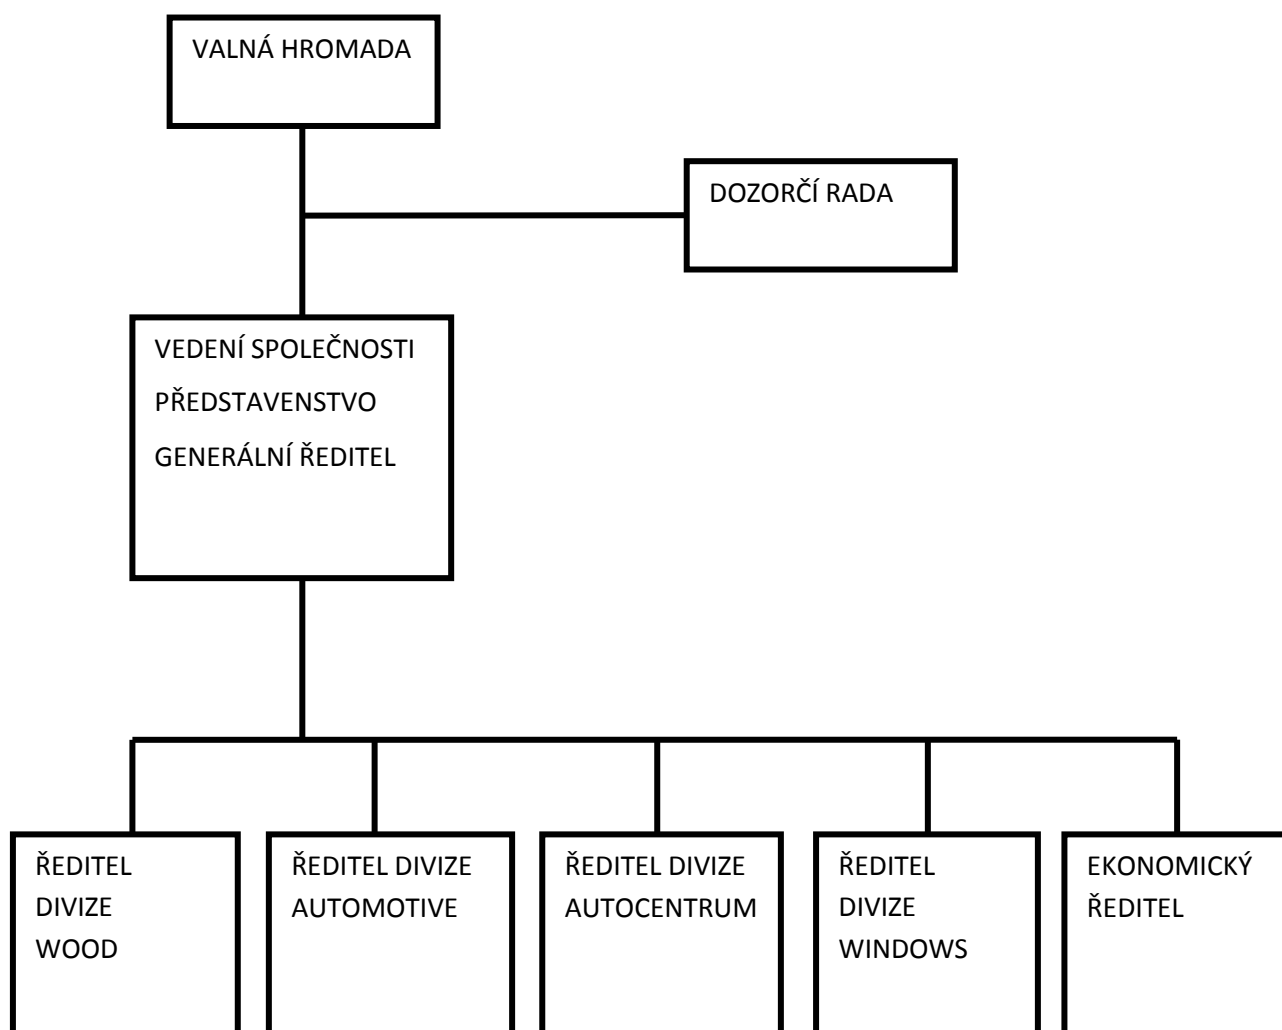 VALNÁ HROMADA
DOZORČÍ RADA
VEDENÍ SPOLEČNOSTI
PŘEDSTAVENSTVO
GENERÁLNÍ ŘEDITEL
ŘEDITEL
DIVIZE
WOOD
ŘEDITEL DIVIZE
AUTOMOTIVE
ŘEDITEL DIVIZE
AUTOCENTRUM
ŘEDITEL
DIVIZE
WINDOWS
EKONOMICKÝ
ŘEDITEL